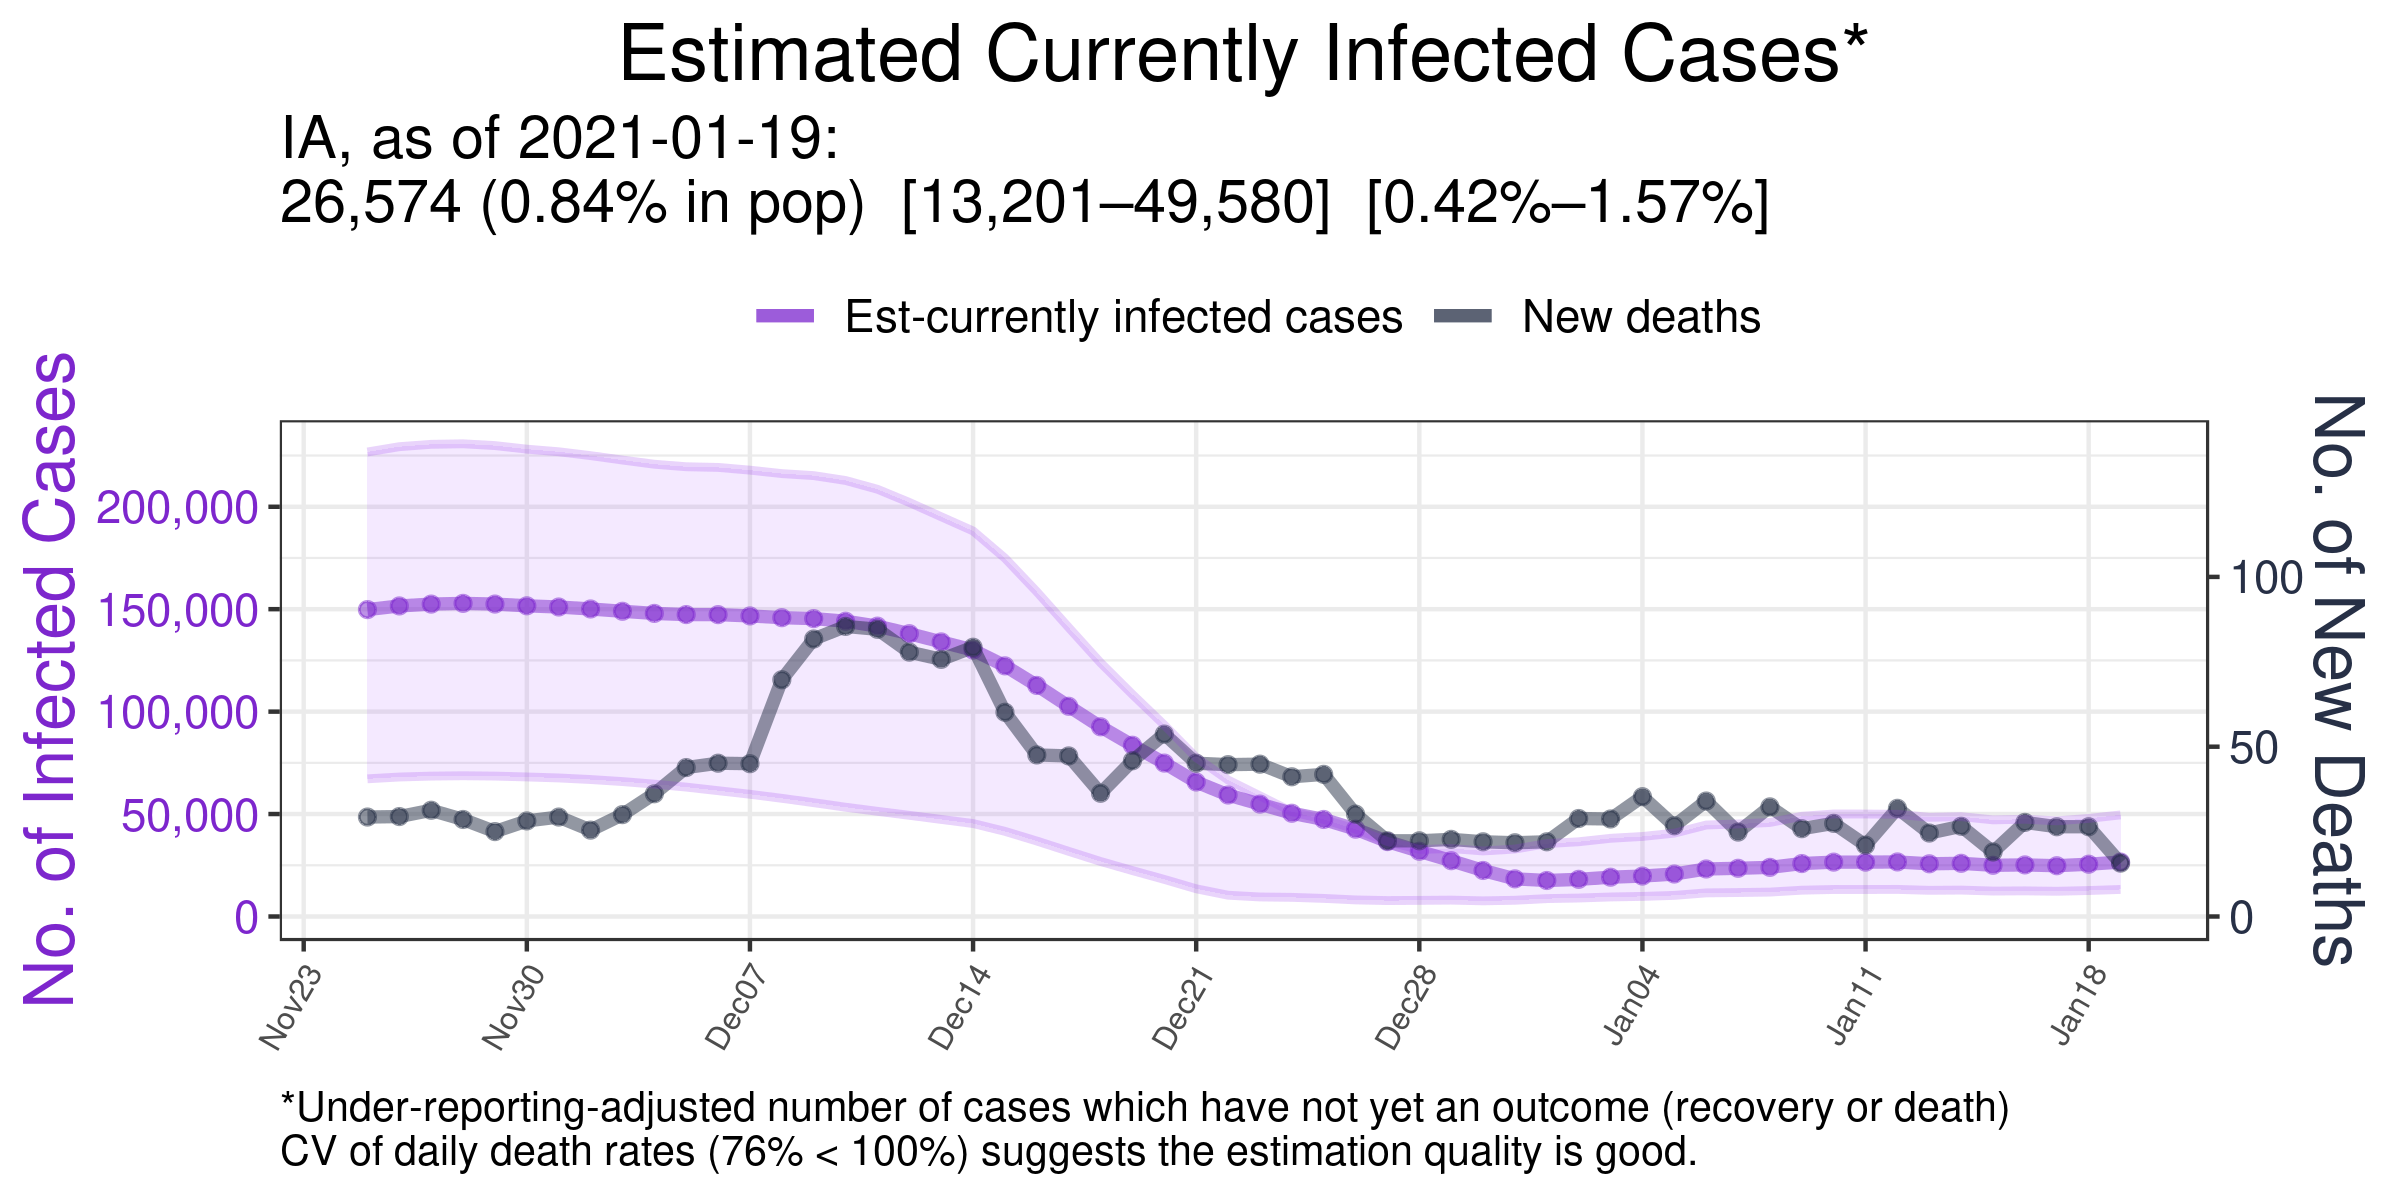 Estimated Currently Infected Cases*
IA, as of 2021-01-19:
26,574 (0.84% in pop)  [13,201–49,580]  [0.42%–1.57%]
Est-currently infected cases
New deaths
No. of Infected Cases
200,000
150,000
100,000
50,000
0
100
50
0
No. of New Deaths
Nov23
Nov30
Dec07
Dec14
Dec21
Dec28
Jan04
Jan11
Jan18
*Under-reporting-adjusted number of cases which have not yet an outcome (recovery or death)
CV of daily death rates (76% < 100%) suggests the estimation quality is good.